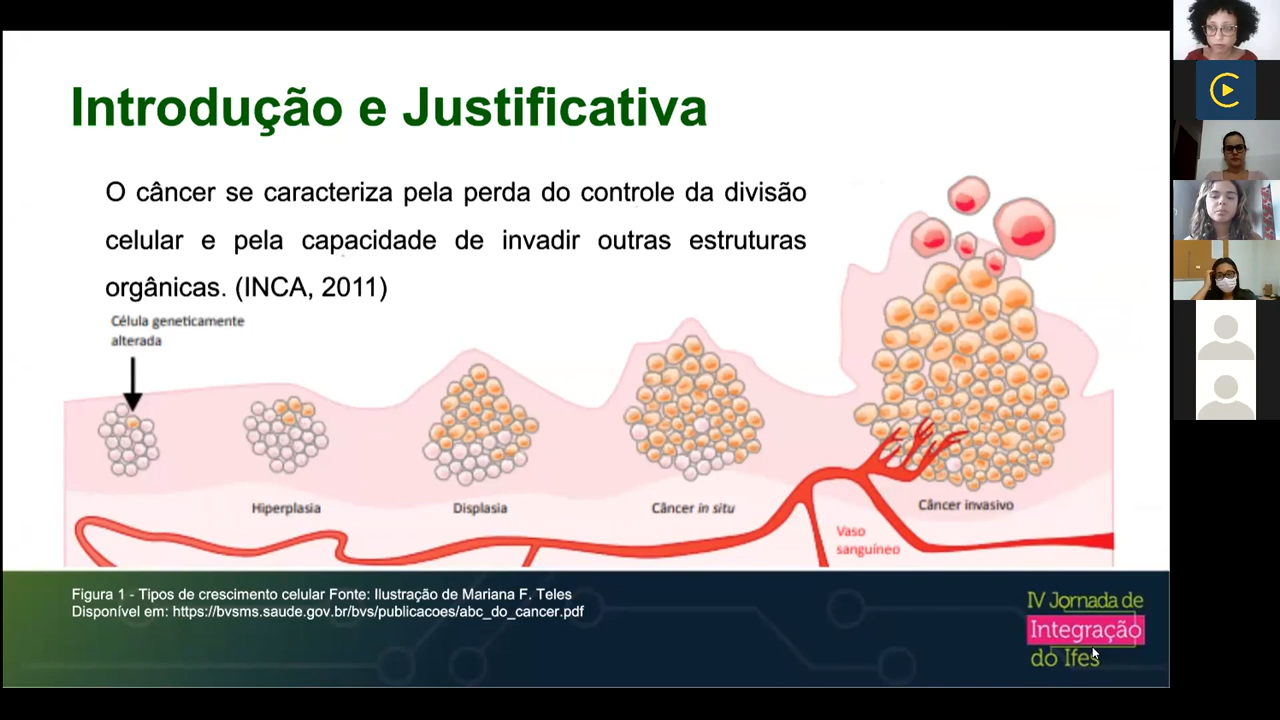 Introdução e Justificativa
O câncer se caracteriza pela perda do controle da divisão
celular e pela capacidade de invadir outras estruturas
orgânicas. (INCA, 2011)
Célula geneticamente
alterada
Hiperplasia
Displasia
Câncer in situ
Câncer invasivo
Vaso
sanguíneo
Figura 1 - Tipos de crescimento celular Fonte: Ilustração de Mariana F. Teles
Disponível em: https://bvsms.saude.gov.br/bvs/publicacoes/abc_do_cancer.pdf
IV Jornada de
Integração
do Ifes